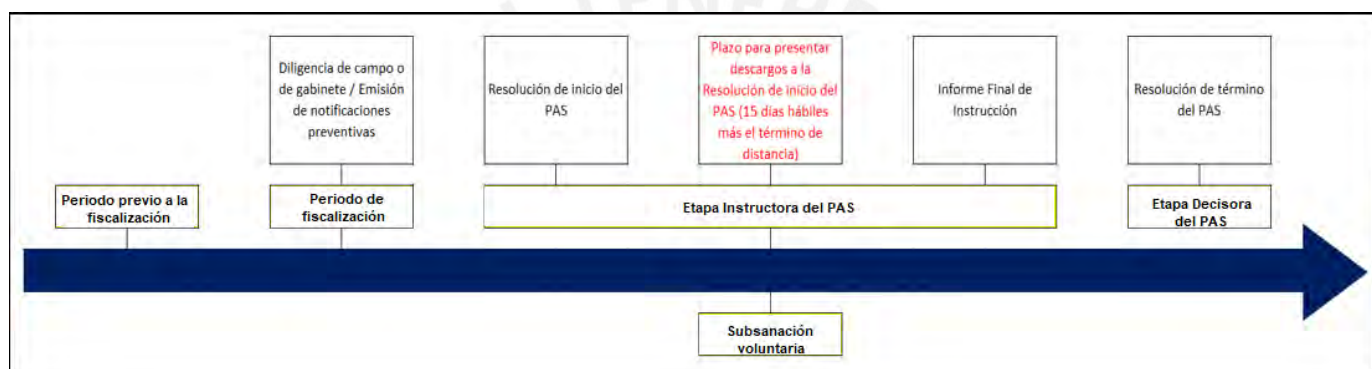 TENEBR
Diligencia de campo o
de gabinete / Emisión
de notificaciones
preventivas
Resolución de inicio del
PAS
Plazo para presentar
descargos a la
Resolución de inicio del
PAS (15 días hábiles
más el término de
distancia)
Informe Final de
Instrucción
Resolución de término
del PAS
Periodo previo a la
fiscalización
Periodo de
fiscalización
Etapa Instructora del PAS
Etapa Decisora
del PAS
Subsanación
voluntaria